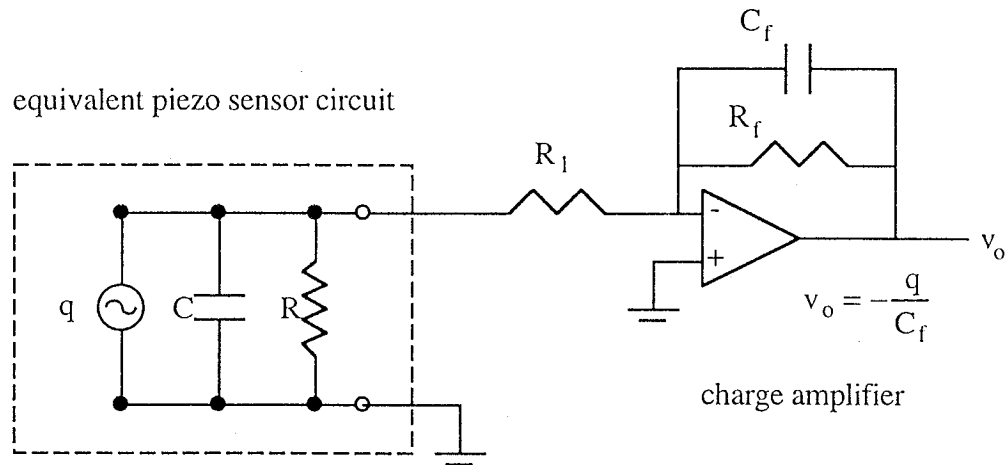 C_f
equivalent piezo sensor circuit
R_f
R_1
-
+
v_o
q
C
R
v_o = -q/C_f
charge amplifier